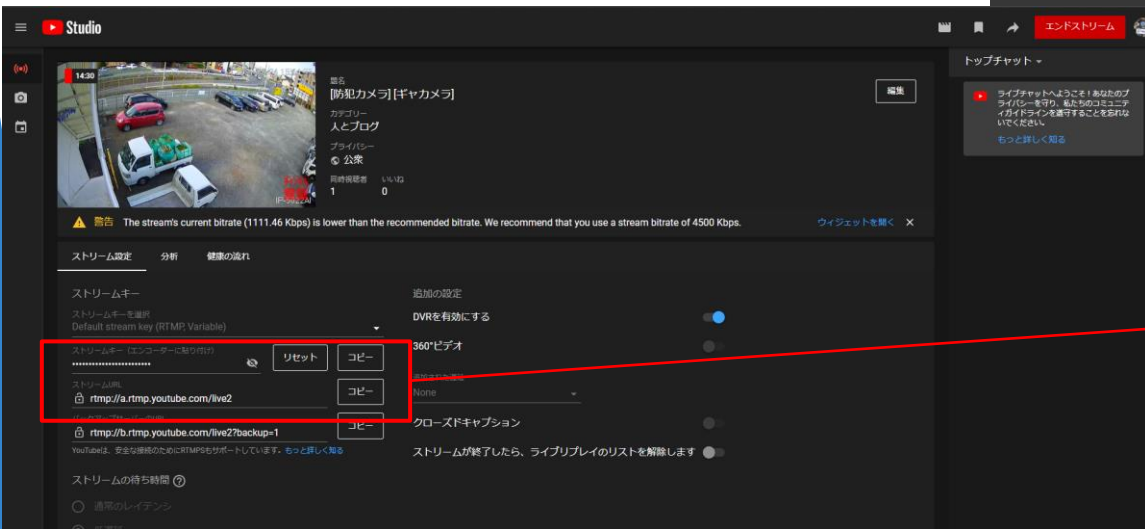 Studio
エンドストリーム
14:30
題名
[防犯カメラ] [ギャカメラ]
編集
カテゴリー
人とブログ
プライバシー
公衆
同時視聴者 いいね
1 0
トップチャット
ライブチャットへようこそ！あなたのプ
ライバシーを守り、私たちのコミュニテ
ィガイドラインを遵守することを忘れな
いでください。
もっと詳しく知る
警告 The stream's current bitrate (1111.46 Kbps) is lower than the recommended bitrate. We recommend that you use a stream bitrate of 4500 Kbps. ウィジェットを開く
ストリーム設定 分析 健康の流れ
ストリームキー
ストリームキーを選択
Default stream key (RTMP, Variable)
ストリームキー（エンコーダーに貼り付け）
リセット コピー
ストリームURL
rtmp://a.rtmp.youtube.com/live2 コピー
rtmp://b.rtmp.youtube.com/live2?backup=1 コピー
YouTubeは、安全な接続のためにRTMPSもサポートしています。もっと詳しく知る
ストリームの待ち時間
通常のレイテンシ
追加の設定
DVRを有効にする
360°ビデオ
None
クローズドキャプション
ストリームが終了したら、ライブリプレイのリストを解除します